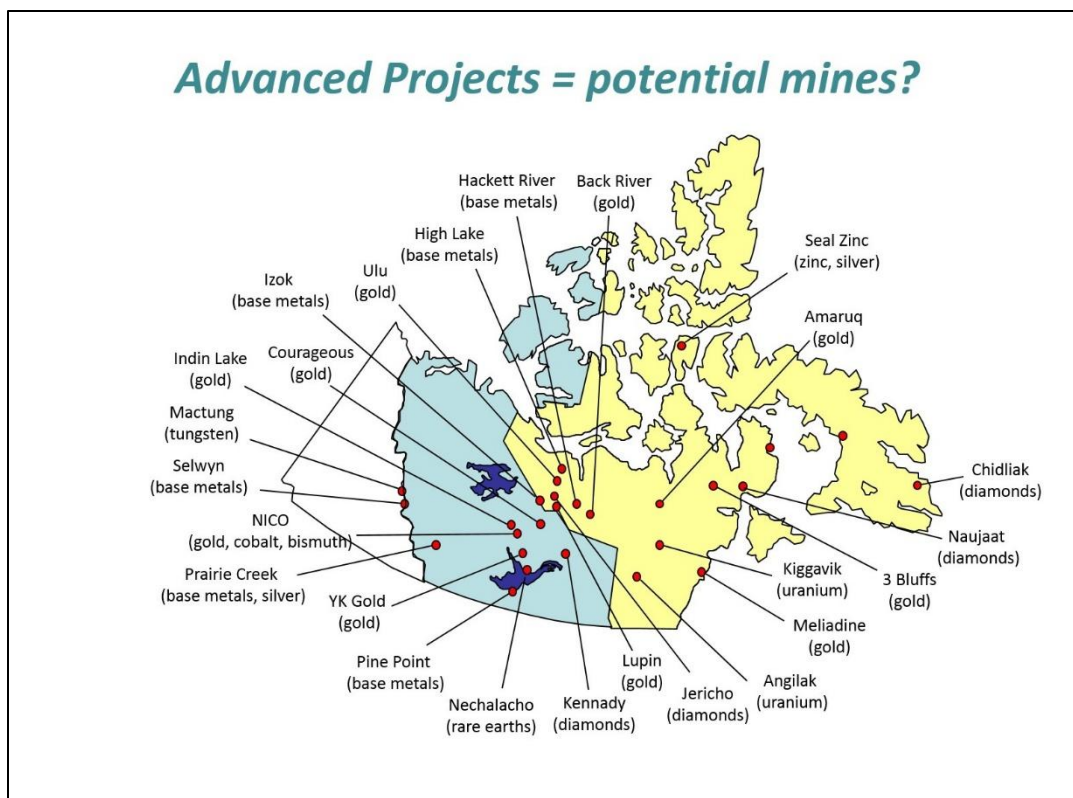 Advanced Projects = potential mines?
Hackett River
(base metals)
Back River
(gold)
High Lake
(base metals)
Seal Zinc
(zinc, silver)
Ulu
(gold)
Izok
(base metals)
Amaruq
(gold)
Courageous
(gold)
Indin Lake
(gold)
Mactung
(tungsten)
Selwyn
(base metals)
Chidliak
(diamonds)
NICO
(gold, cobalt, bismuth)
Naujaat
(diamonds)
Prairie Creek
(base metals, silver)
Kiggavik
(uranium)
3 Bluffs
(gold)
YK Gold
(gold)
Meliadine
(gold)
Pine Point
(base metals)
Lupin
(gold)
Angilak
(uranium)
Nechalacho
(rare earths)
Kennady
(diamonds)
Jericho
(diamonds)